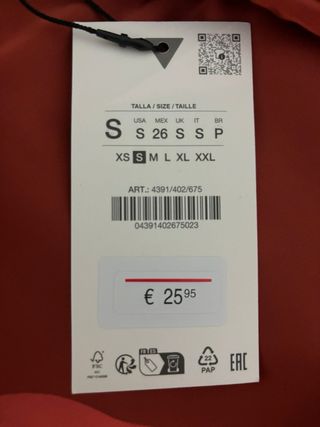 TALLA / SIZE / TAILLE
USA MEX UK IT BR
S S 26 S S P
XS S M L XL XXL
ART.: 4391/402/675
04391402675023
€ 25 95
FSC
22
PAP
EAC